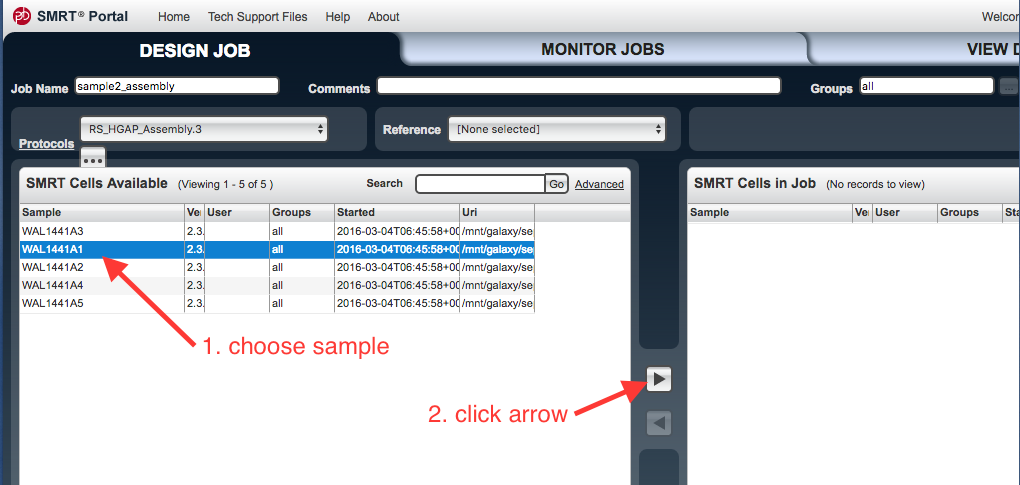 SMRT® Portal Home Tech Support Files Help About Welcor
DESIGN JOB MONITOR JOBS VIEW D
Job Name sample2_assembly Comments Groups all ...
Protocols RS_HGAP_Assembly.3 Reference [None selected]
...
SMRT Cells Available (Viewing 1 - 5 of 5 ) Search Go Advanced
Sample Ver User Groups Started Uri
WAL1441A3 2.3. all 2016-03-04T06:45:58+00 /mnt/galaxy/se
WAL1441A1 2.3. all 2016-03-04T06:45:58+00 /mnt/galaxy/se
WAL1441A2 2.3. all 2016-03-04T06:45:58+00 /mnt/galaxy/se
WAL1441A4 2.3. all 2016-03-04T06:45:58+00 /mnt/galaxy/se
WAL1441A5 2.3. all 2016-03-04T06:45:58+00 /mnt/galaxy/se
1. choose sample
2. click arrow
SMRT Cells in Job (No records to view)
Sample Ve User Groups Sta